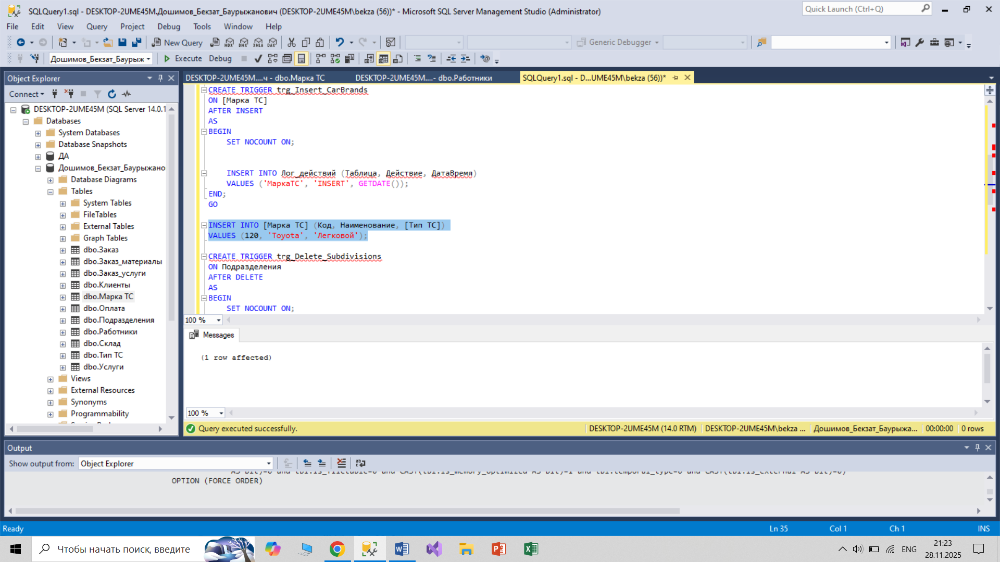 SQLQuery1.sql - DESKTOP-2UME45M.Дошимов_Бекзат_Баурыжанович (DESKTOP-2UME45M\bekza (56))* - Microsoft SQL Server Management Studio (Administrator)
Quick Launch (Ctrl+Q)
File Edit View Query Project Debug Tools Window Help
New Query MDX DMX XMLA DAX Generic Debugger
Дошимов_Бекзат_Баурыж Execute Debug
Object Explorer
DESKTOP-2UME45M....ч - dbo.Марка ТС DESKTOP-2UME45M....- dbo.Работники SQLQuery1.sql - D...UME45M\bekza (56))*
Connect
DESKTOP-2UME45M (SQL Server 14.0.1
Databases
System Databases
Database Snapshots
ДА
Дошимов_Бекзат_Баурыжано
Database Diagrams
Tables
System Tables
FileTables
External Tables
Graph Tables
dbo.Заказ
dbo.Заказ_материалы
dbo.Заказ_услуги
dbo.Клиенты
dbo.Марка ТС
dbo.Оплата
dbo.Подразделения
dbo.Работники
dbo.Склад
dbo.Тип ТС
dbo.Услуги
Views
External Resources
Synonyms
Programmability
CREATE TRIGGER trg_Insert_CarBrands
ON [Марка ТС]
AFTER INSERT
AS
BEGIN
SET NOCOUNT ON;
INSERT INTO Лог_действий (Таблица, Действие, ДатаВремя)
VALUES ('МаркаТС', 'INSERT', GETDATE());
END;
GO
INSERT INTO [Марка ТС] (Код, Наименование, [Тип ТС])
VALUES (120, 'Toyota', 'Легковой');
CREATE TRIGGER trg_Delete_Subdivisions
ON Подразделения
AFTER DELETE
AS
BEGIN
SET NOCOUNT ON;
100 %
Messages
(1 row affected)
100 %
Query executed successfully. DESKTOP-2UME45M (14.0 RTM) DESKTOP-2UME45M\bekza ... Дошимов_Бекзат_Баурыжа... 00:00:00 0 rows
Output
Show output from: Object Explorer
OPTION (FORCE ORDER)
Ready Ln 35 Col 1 Ch 1 INS
Чтобы начать поиск, введите
ENG
21:23
28.11.2025